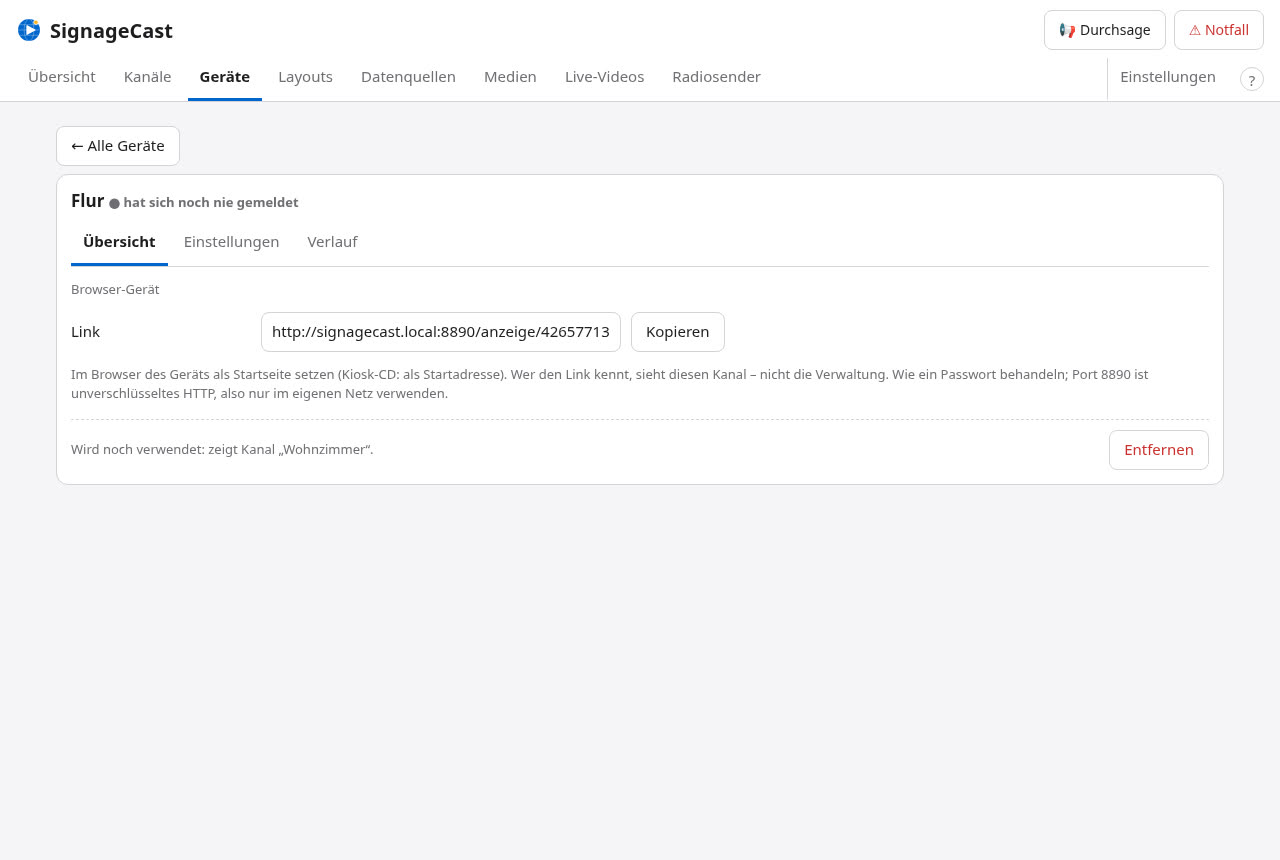 SignageCast
📢 Durchsage
⚠ Notfall
Übersicht Kanäle Geräte Layouts Datenquellen Medien Live-Videos Radiosender Einstellungen ?
← Alle Geräte
Flur ● hat sich noch nie gemeldet
Übersicht Einstellungen Verlauf
Browser-Gerät
Link http://signagecast.local:8890/anzeige/42657713 Kopieren
Im Browser des Geräts als Startseite setzen (Kiosk-CD: als Startadresse). Wer den Link kennt, sieht diesen Kanal – nicht die Verwaltung. Wie ein Passwort behandeln; Port 8890 ist
unverschlüsseltes HTTP, also nur im eigenen Netz verwenden.
Wird noch verwendet: zeigt Kanal „Wohnzimmer“. Entfernen